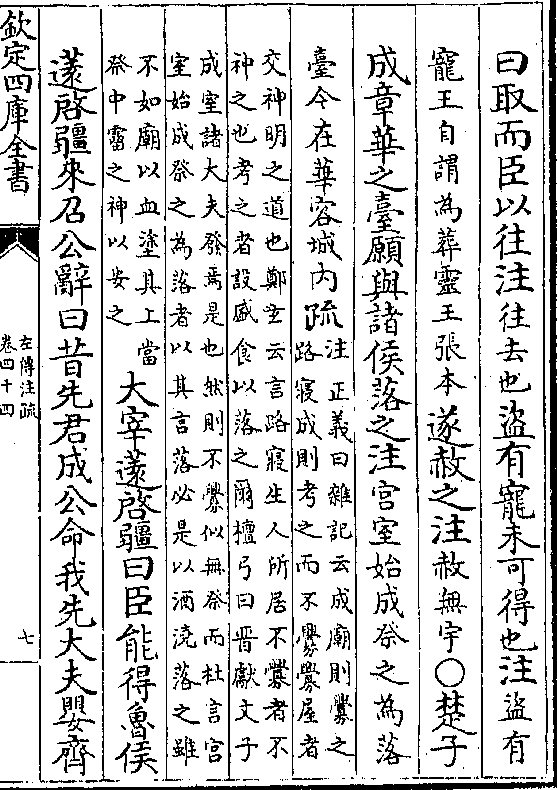 曰取而臣以往注往去也盜有寵未可得也注盜有
寵王自謂為葬靈王張本遂赦之注赦無宇○楚子
成章華之臺願與諸侯落之注宮室始成祭之為落
臺今在華容城内疏注正義曰雜記云成廟則釁之
路寢成則考之而不釁釁屋者
交神明之道也鄭𤣥云言路寢生人所居不釁者不
神之也考之者設盛食以落之爾檀弓曰晉獻文子
成室諸大夫發焉是也然則不釁似無祭而杜言宮
室始成祭之為落者以其言落必是以酒澆落之雖
不如廟以血塗其上當
祭中霤之神以安之
大宰薳啓彊曰臣能得魯侯
薳啓疆來召公辭曰昔先君成公命我先大夫嬰齊
欽定四庫全書
左傳注疏
卷四十四
七